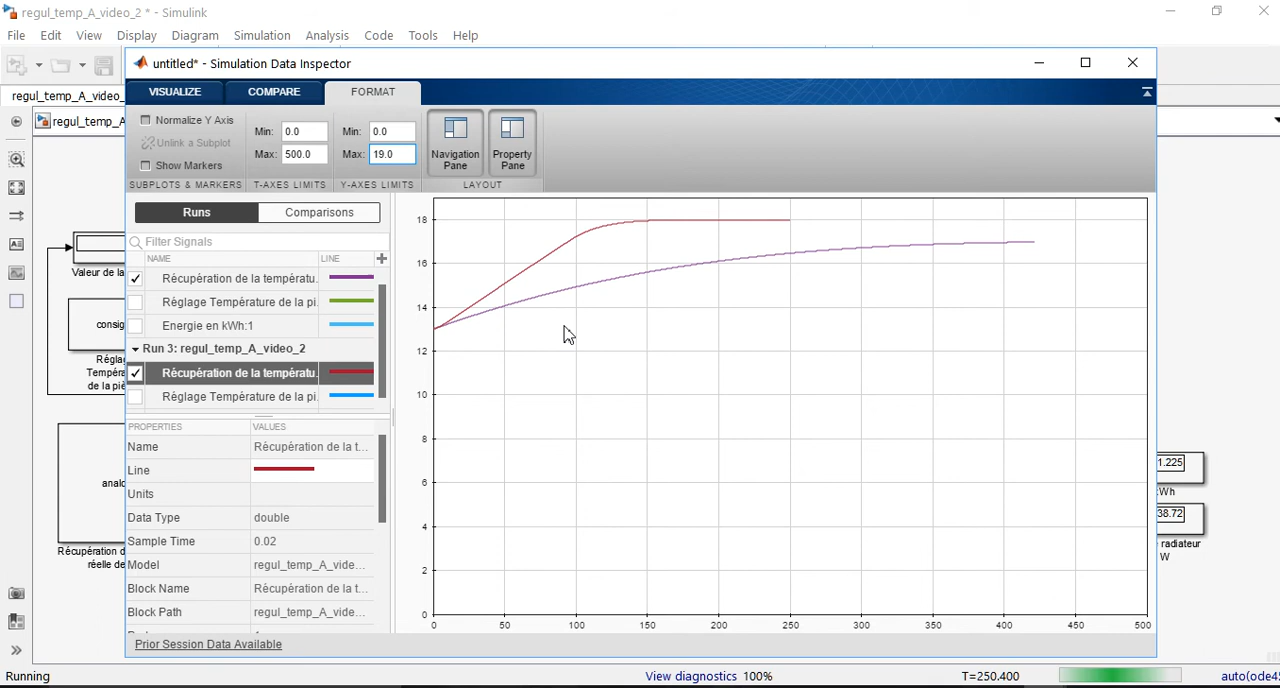 regul_temp_A_video_2 * - Simulink
File Edit View Display Diagram Simulation Analysis Code Tools Help
untitled* - Simulation Data Inspector
regul_temp_A_video_
VISUALIZE COMPARE FORMAT
regul_temp_A
Normalize Y Axis
Unlink a Subplot
Show Markers
Min: 0.0
Max: 500.0
Min: 0.0
Max: 19.0
Navigation Pane
Property Pane
SUBPLOTS & MARKERS T-AXES LIMITS Y-AXES LIMITS LAYOUT
Runs Comparisons
Filter Signals
NAME LINE
Récupération de la températu.
Réglage Température de la pi.
Energie en kWh:1
Run 3: regul_temp_A_video_2
Récupération de la températu.
Réglage Température de la pi.
PROPERTIES VALUES
Name Récupération de la t...
Line
Units
Data Type double
Sample Time 0.02
Model regul_temp_A_vide...
Block Name Récupération de la t...
Block Path regul_temp_A_vide...
Prior Session Data Available
18
16
14
12
10
8
6
4
2
0
0 50 100 150 200 250 300 350 400 450 500
Valeur de la
consig
Régla
Tempéra
de la piè
analo
Récupération d
réelle de
1.225
kWh
38.72
radiateur
W
Running View diagnostics 100% T=250.400 auto(ode4